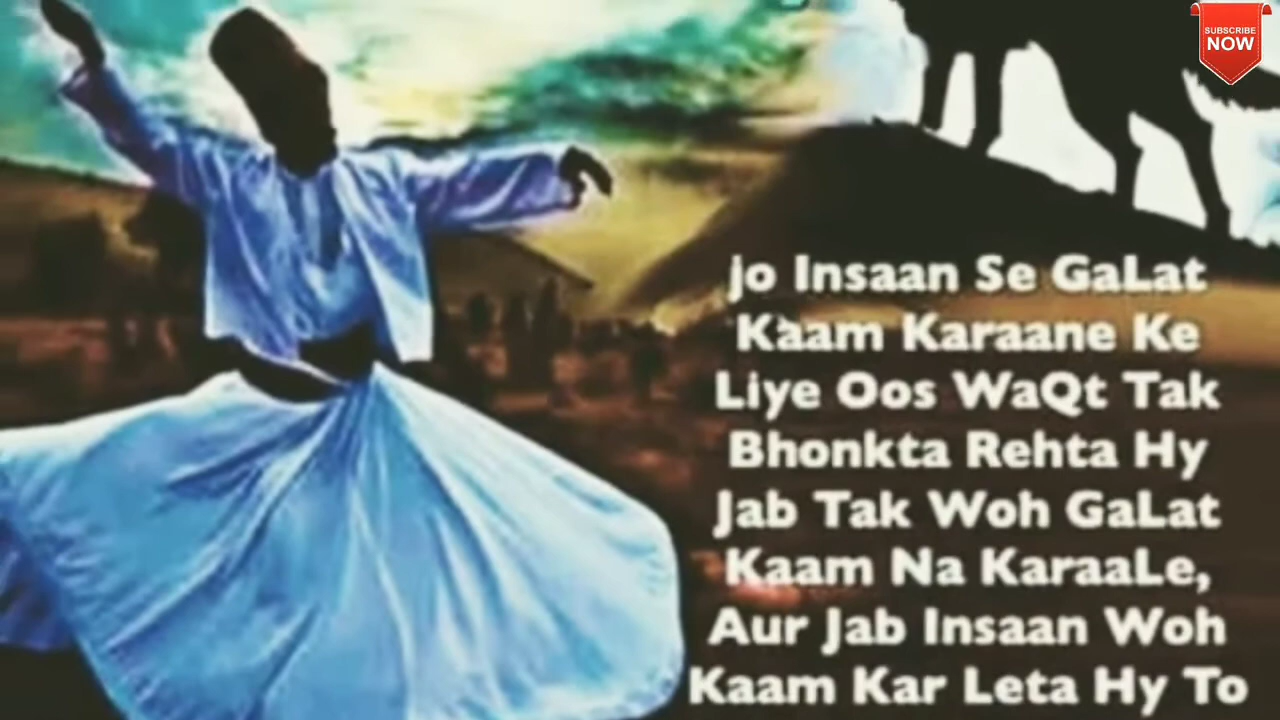 SUBSCRIBE
NOW
jo Insaan Se GaLat
Kaam Karaane Ke
Liye Oos WaQt Tak
Bhonkta Rehta Hy
Jab Tak Woh GaLat
Kaam Na KaraaLe,
Aur Jab Insaan Woh
Kaam Kar Leta Hy To